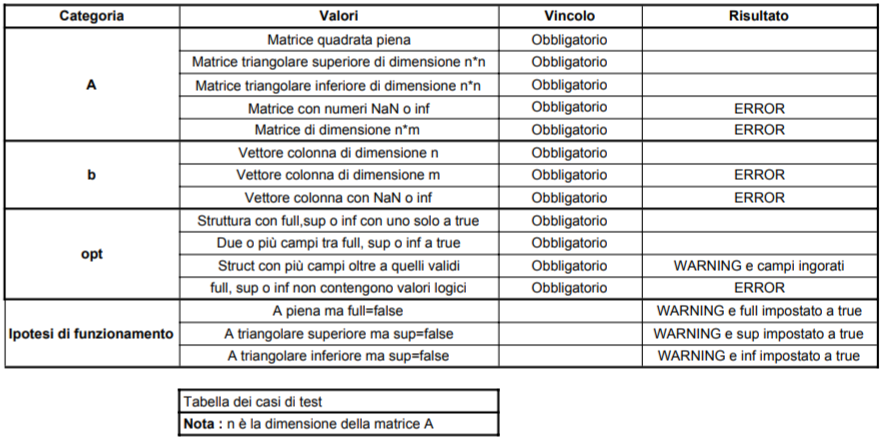 Categoria Valori Vincolo Risultato
A
Matrice quadrata piena Obbligatorio
Matrice triangolare superiore di dimensione n*n Obbligatorio
Matrice triangolare inferiore di dimensione n*n Obbligatorio
Matrice con numeri NaN o inf Obbligatorio ERROR
Matrice di dimensione n*m Obbligatorio ERROR
b
Vettore colonna di dimensione n Obbligatorio
Vettore colonna di dimensione m Obbligatorio ERROR
Vettore colonna con NaN o inf Obbligatorio ERROR
opt
Struttura con full,sup o inf con uno solo a true Obbligatorio
Due o più campi tra full, sup o inf a true Obbligatorio
Struct con più campi oltre a quelli validi Obbligatorio WARNING e campi ingorati
full, sup o inf non contengono valori logici Obbligatorio ERROR
Ipotesi di funzionamento
A piena ma full=false WARNING e full impostato a true
A triangolare superiore ma sup=false WARNING e sup impostato a true
A triangolare inferiore ma sup=false WARNING e inf impostato a true
Tabella dei casi di test
Nota : n è la dimensione della matrice A